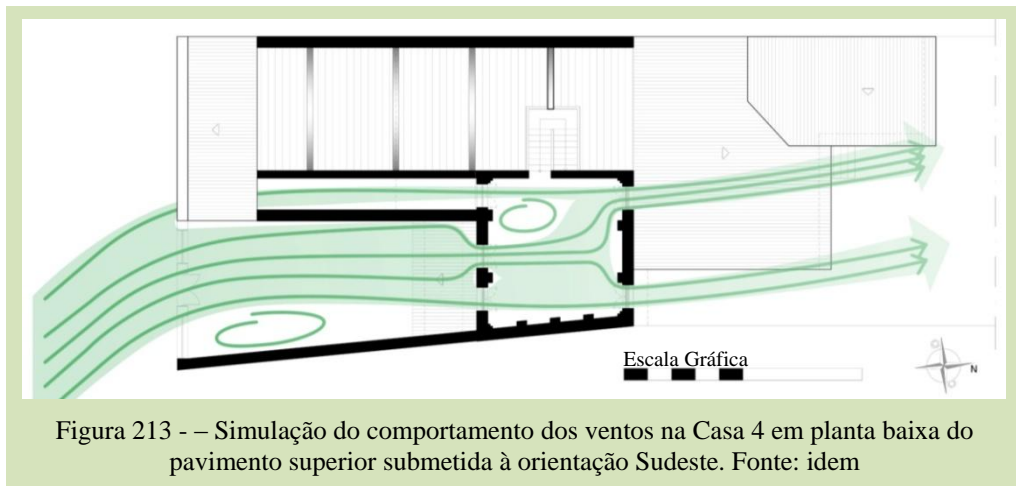 Escala Gráfica
N
Figura 213 - – Simulação do comportamento dos ventos na Casa 4 em planta baixa do
pavimento superior submetida à orientação Sudeste. Fonte: idem